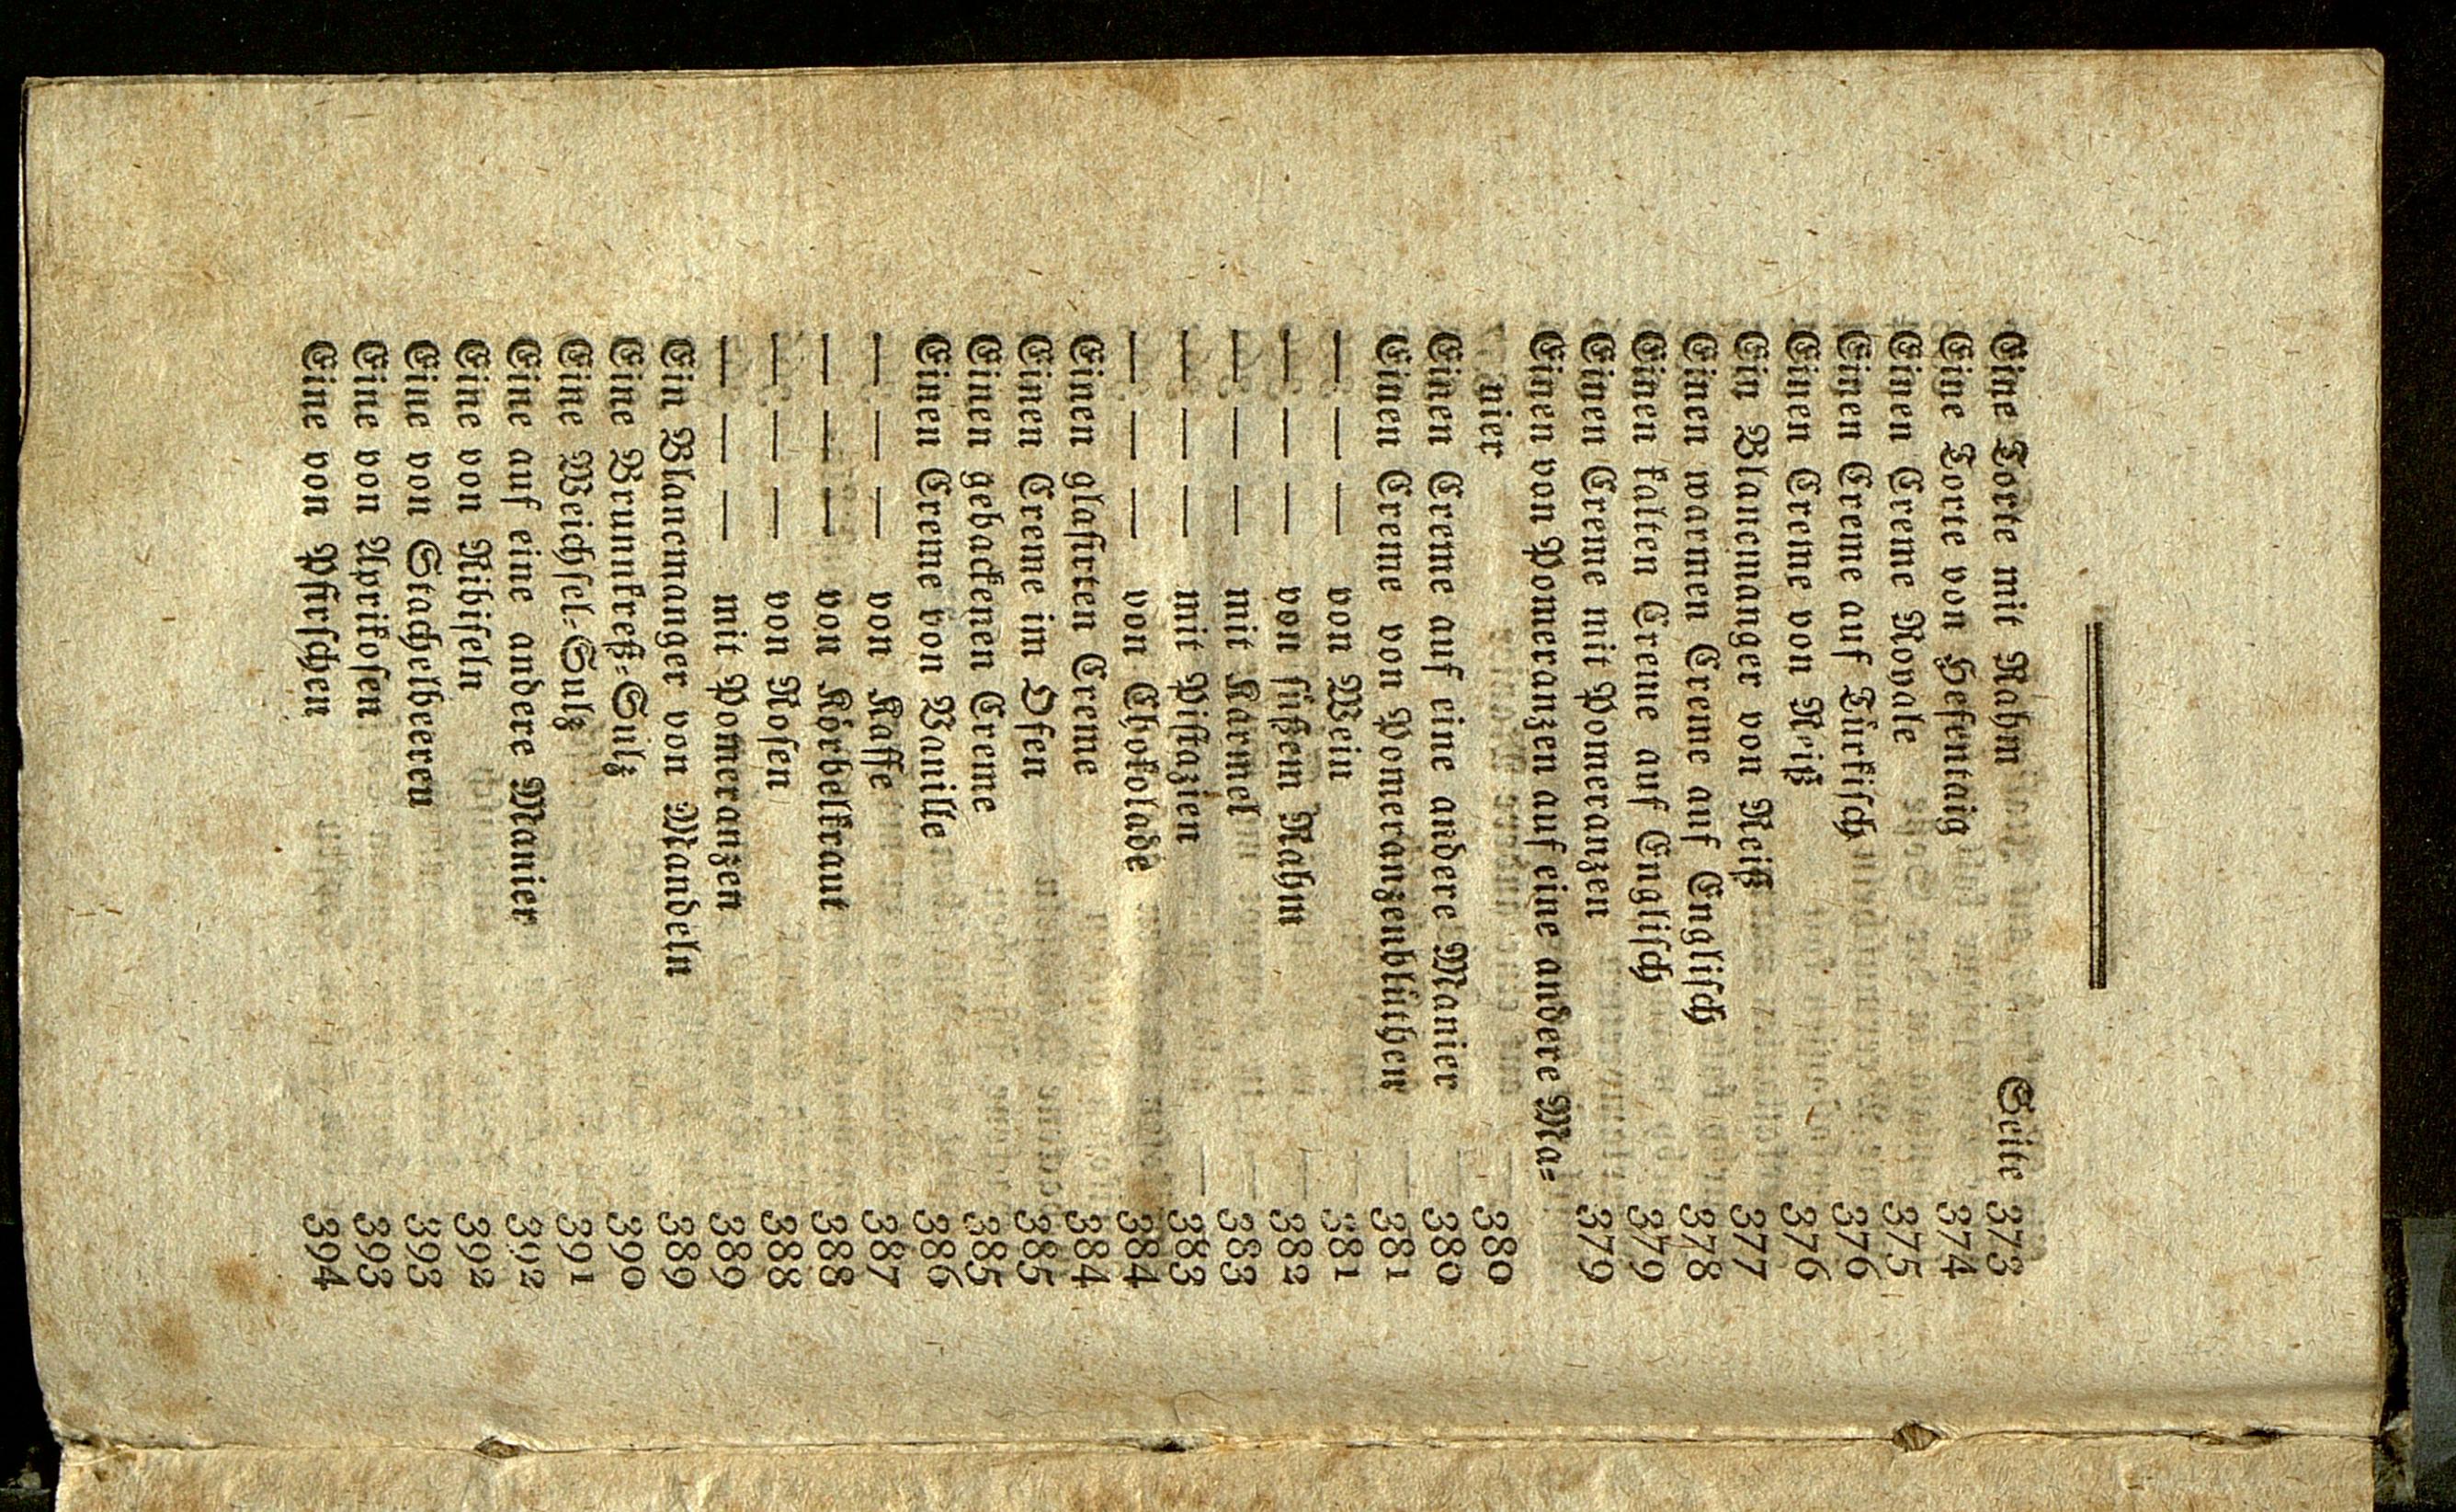 Eine Torte mit Rahm Seite 373
Eine Torte von Hefentaig 374
Einen Creme Royale 375
Einen Creme auf Türkisch 376
Einen Creme von Reiß 376
Ein Blancmanger von Reiß 377
Einen warmen Creme auf Englisch 378
Einen kalten Creme auf Englisch 379
Einen Creme mit Pomeranzen 379
Einen von Pomeranzen auf eine andere Ma⸗
nier 380
Einen Creme auf eine andere Manier 380
Einen Creme von Pomeranzenblüthen 381
— — — von Wein 381
— — — von süßem Rahm 382
— — — mit Karmel 383
— — — mit Pistazien 383
— — — von Chokolade 384
Einen glasirten Creme 384
Einen Creme im Ofen 385
Einen gebackenen Creme 385
Einen Creme von Vanille 386
— — — von Kaffe 387
— — — von Körbelkraut 388
— — — von Rosen 388
— — — mit Pomeranzen 389
Ein Blancmanger von Mandeln 389
Eine Brunnkreß⸗Sulz 390
Eine Weichsel⸗Sulz 391
Eine auf eine andere Manier 392
Eine von Ribiseln 392
Eine von Stachelbeeren 393
Eine von Aprikosen 393
Eine von Pfirschen 394